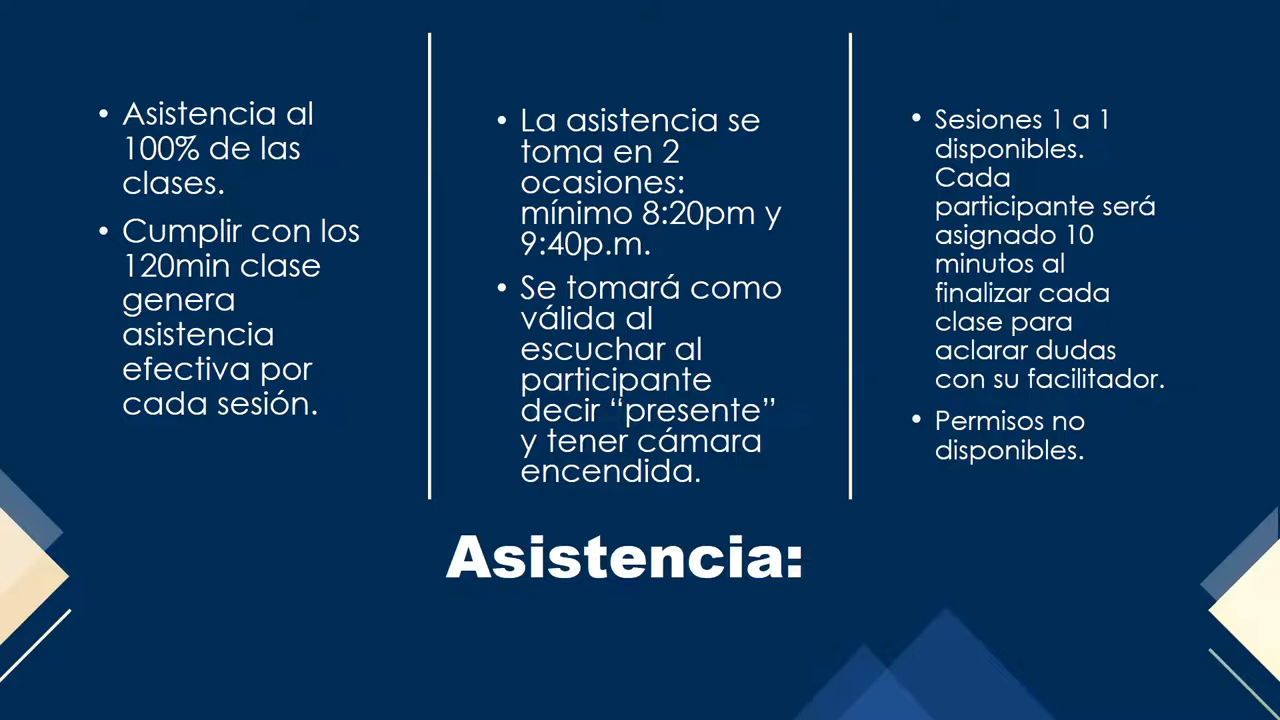 • Asistencia al
100% de las
clases.
• Cumplir con los
120min clase
genera
asistencia
efectiva por
cada sesión.
• La asistencia se
toma en 2
ocasiones:
mínimo 8:20pm y
9:40p.m.
• Se tomará como
válida al
escuchar al
participante
decir “presente”
y tener cámara
encendida.
• Sesiones 1 a 1
disponibles.
Cada
participante será
asignado 10
minutos al
finalizar cada
clase para
aclarar dudas
con su facilitador.
• Permisos no
disponibles.
Asistencia: